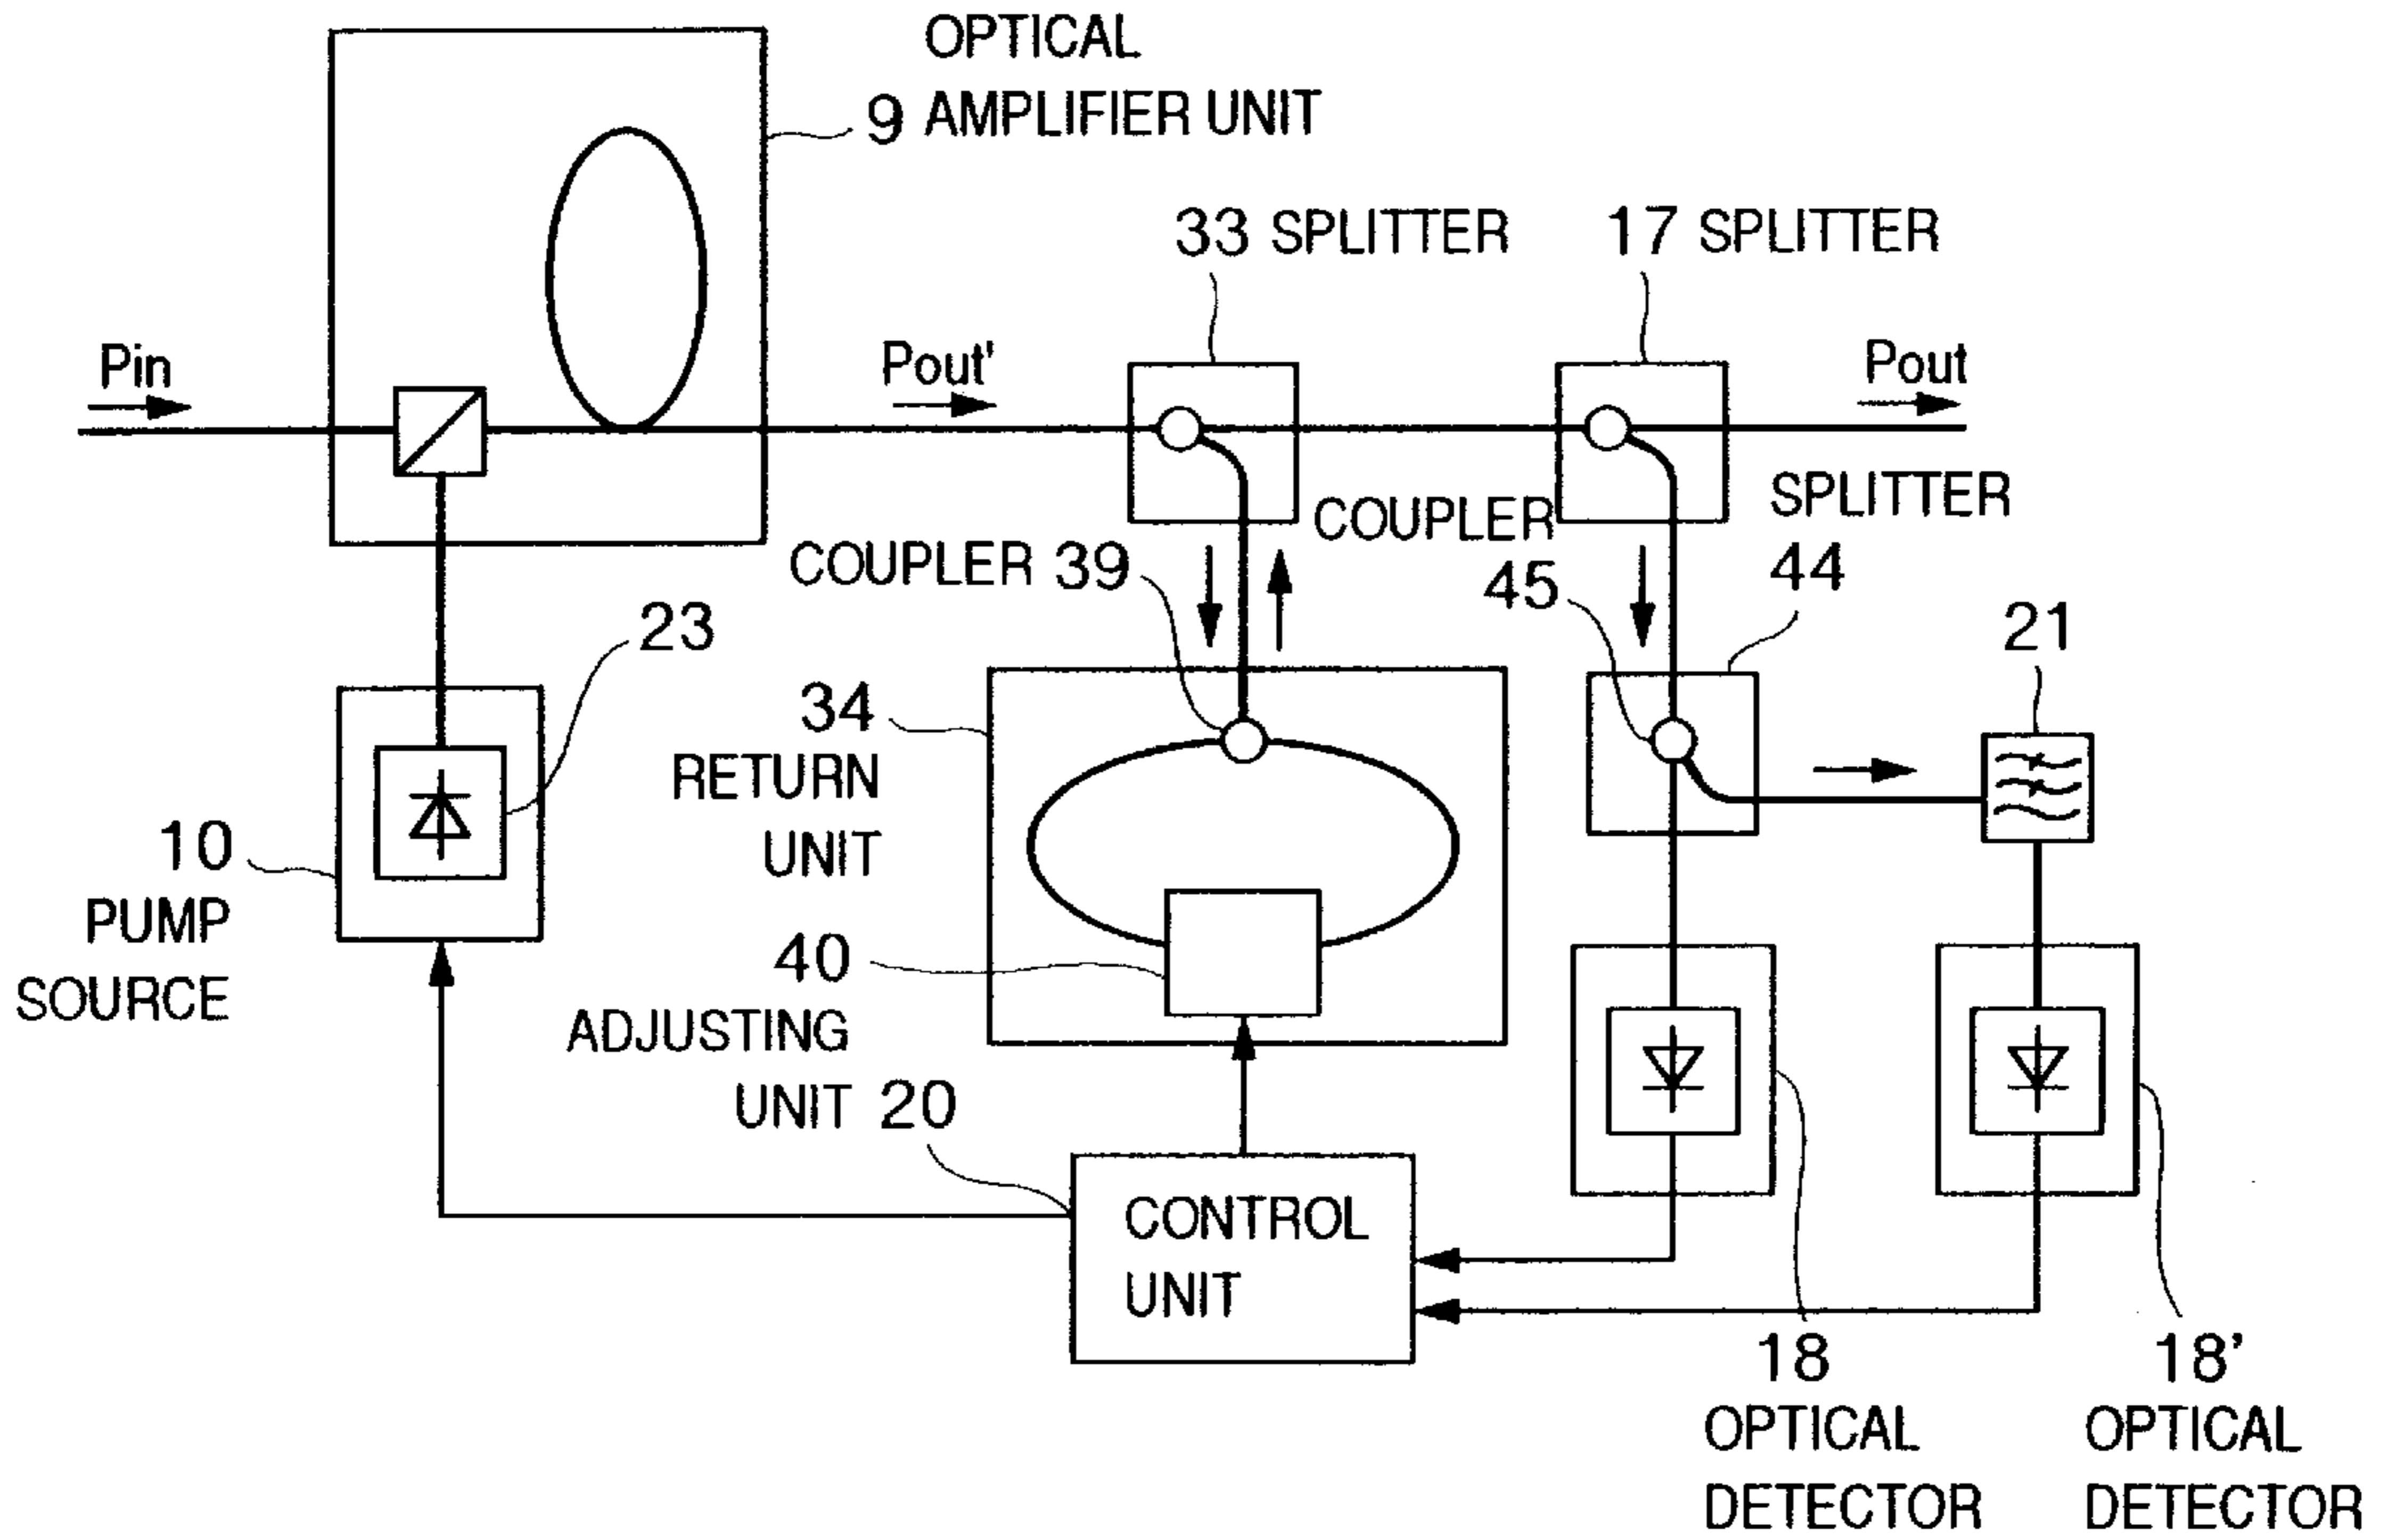 OPTICAL
9 AMPLIFIER UNIT
33 SPLITTER
17 SPLITTER
Pin
Pout'
Pout
SPLITTER
44
COUPLER
45
COUPLER 39
21
23
34
RETURN
UNIT
10
PUMP
SOURCE
40
ADJUSTING
UNIT
20
CONTROL
UNIT
18
OPTICAL
DETECTOR
18'
OPTICAL
DETECTOR